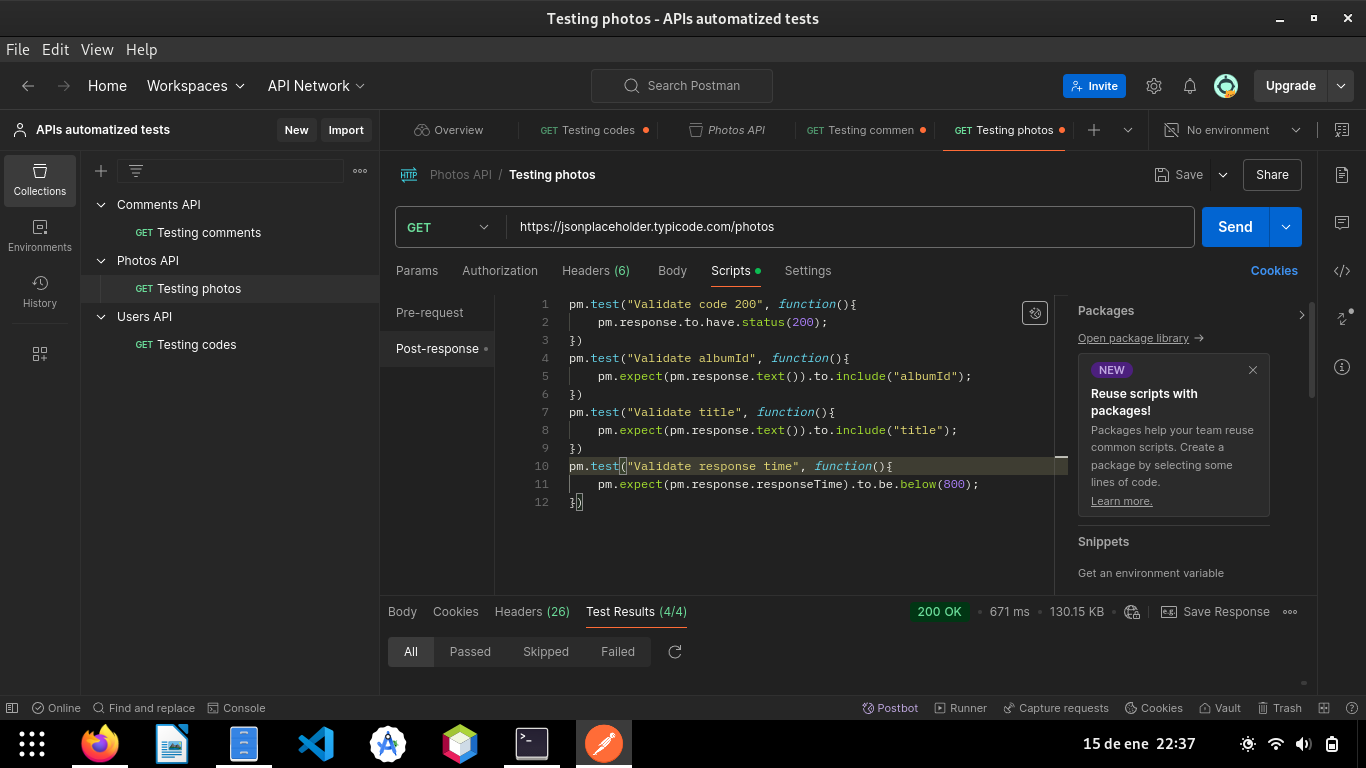 Testing photos - APIs automatized tests
File Edit View Help
Home Workspaces API Network
Search Postman
Invite
Upgrade
APIs automatized tests
New
Import
Overview
GET Testing codes
Photos API
GET Testing commen
GET Testing photos
No environment
Collections
Environments
History
Comments API
GET Testing comments
Photos API
GET Testing photos
Users API
GET Testing codes
HTTP Photos API / Testing photos
Save
Share
GET https://jsonplaceholder.typicode.com/photos
Send
Params Authorization Headers (6) Body Scripts Settings
Cookies
Pre-request
Post-response
1 pm.test("Validate code 200", function(){
2 pm.response.to.have.status(200);
3 })
4 pm.test("Validate albumId", function(){
5 pm.expect(pm.response.text()).to.include("albumId");
6 })
7 pm.test("Validate title", function(){
8 pm.expect(pm.response.text()).to.include("title");
9 })
10 pm.test("Validate response time", function(){
11 pm.expect(pm.response.responseTime).to.be.below(800);
12 })
Packages
Open package library
NEW
Reuse scripts with
packages!
Packages help your team reuse
common scripts. Create a
package by selecting some
lines of code.
Learn more.
Snippets
Get an environment variable
Body Cookies Headers (26) Test Results (4/4)
200 OK • 671 ms • 130.15 KB
e.g. Save Response
All Passed Skipped Failed
Online Find and replace Console
Postbot Runner Capture requests Cookies Vault Trash
15 de ene 22:37